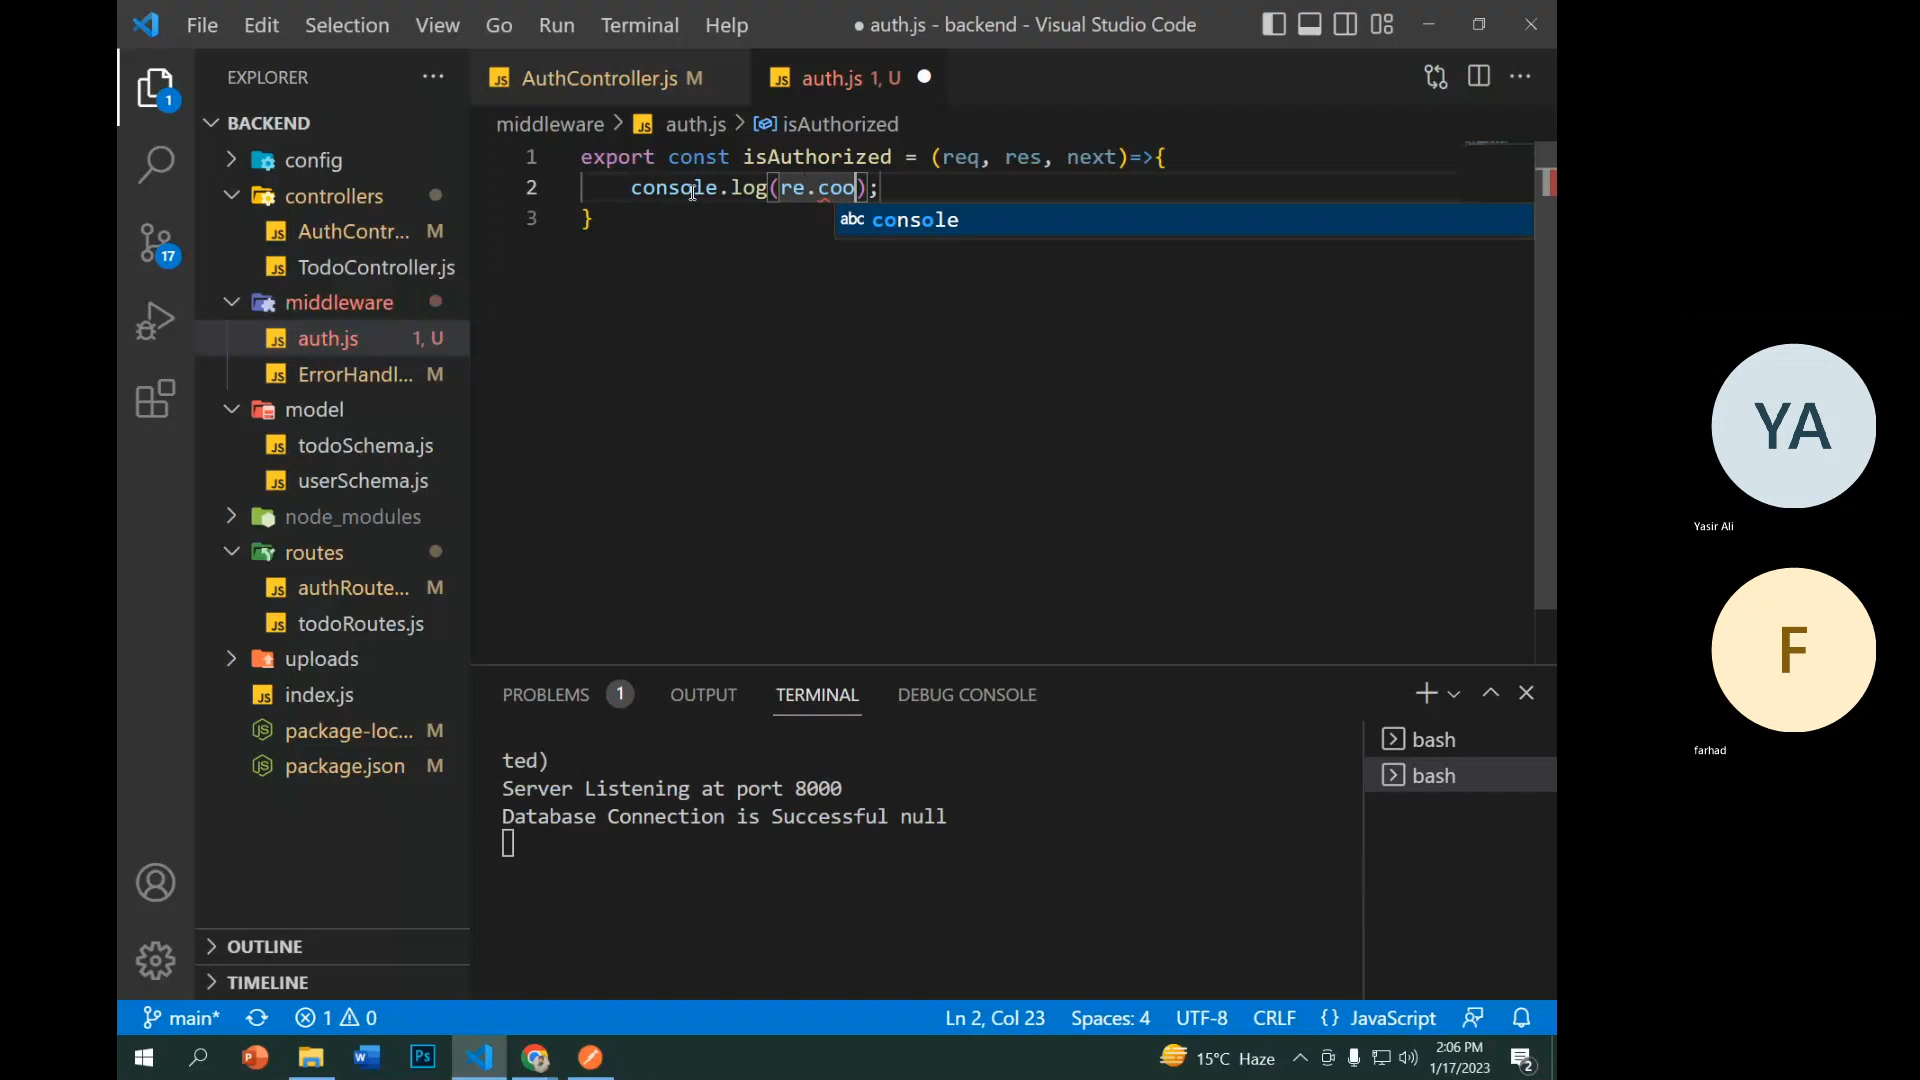 File Edit Selection View Go Run Terminal Help
● auth.js - backend - Visual Studio Code
EXPLORER
BACKEND
config
controllers
AuthContr... M
TodoController.js
middleware
auth.js 1, U
ErrorHandl... M
model
todoSchema.js
userSchema.js
node_modules
routes
authRoute... M
todoRoutes.js
uploads
index.js
package-loc... M
package.json M
OUTLINE
TIMELINE
1
17
AuthController.js M
auth.js 1, U
middleware > auth.js > isAuthorized
1 export const isAuthorized = (req, res, next)=>{
2 console.log(re.coo);
3 }
abc console
PROBLEMS 1 OUTPUT TERMINAL DEBUG CONSOLE
ted)
Server Listening at port 8000
Database Connection is Successful null
bash
bash
main* 1 0
Ln 2, Col 23 Spaces: 4 UTF-8 CRLF {} JavaScript
15°C Haze
2:06 PM
1/17/2023
2
YA
Yasir Ali
F
farhad